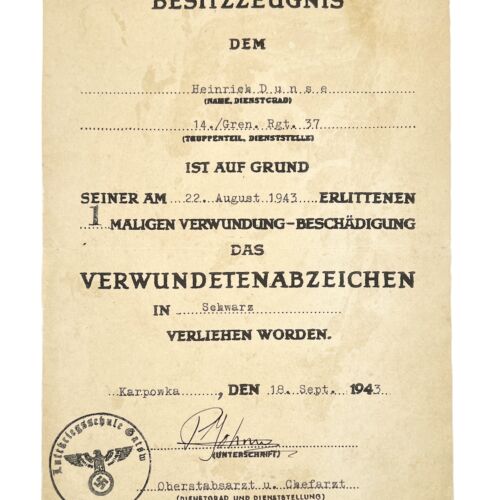 BESITZZEUGNIS
DEM
Heinrich Dunse
(NAME, DIENSTGRAD)
14./Gren. Rgt. 37
(TRUPPENTEIL, DIENSTSTELLE)
IST AUF GRUND
SEINER AM 22. August 1943 ERLITTENEN
1 MALIGEN VERWUNDUNG–BESCHÄDIGUNG
DAS
VERWUNDETENABZEICHEN
IN Schwarz
VERLIEHEN WORDEN.
Karpowka, DEN 18. Sept. 1943
(UNTERSCHRIFT)
Oberstabsarzt u. Chefarzt
(DIENSTGRAD UND DIENSTSTELLUNG)